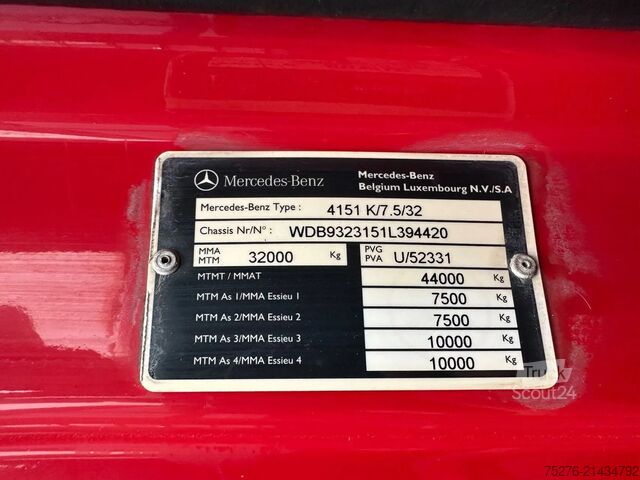 Mercedes-Benz
Mercedes-Benz
Belgium Luxembourg N.V./S.A
Mercedes-Benz Type : 4151 K/7.5/32
Chassis Nr/N° : WDB9323151L394420
MMA
MTM 32000 Kg
PVG
PVA U/52331
MTMT / MMAT 44000 Kg
MTM As 1/MMA Essieu 1 7500 Kg
MTM As 2/MMA Essieu 2 7500 Kg
MTM As 3/MMA Essieu 3 10000 Kg
MTM As 4/MMA Essieu 4 10000 Kg
Truck
Scout24
75276-21434792